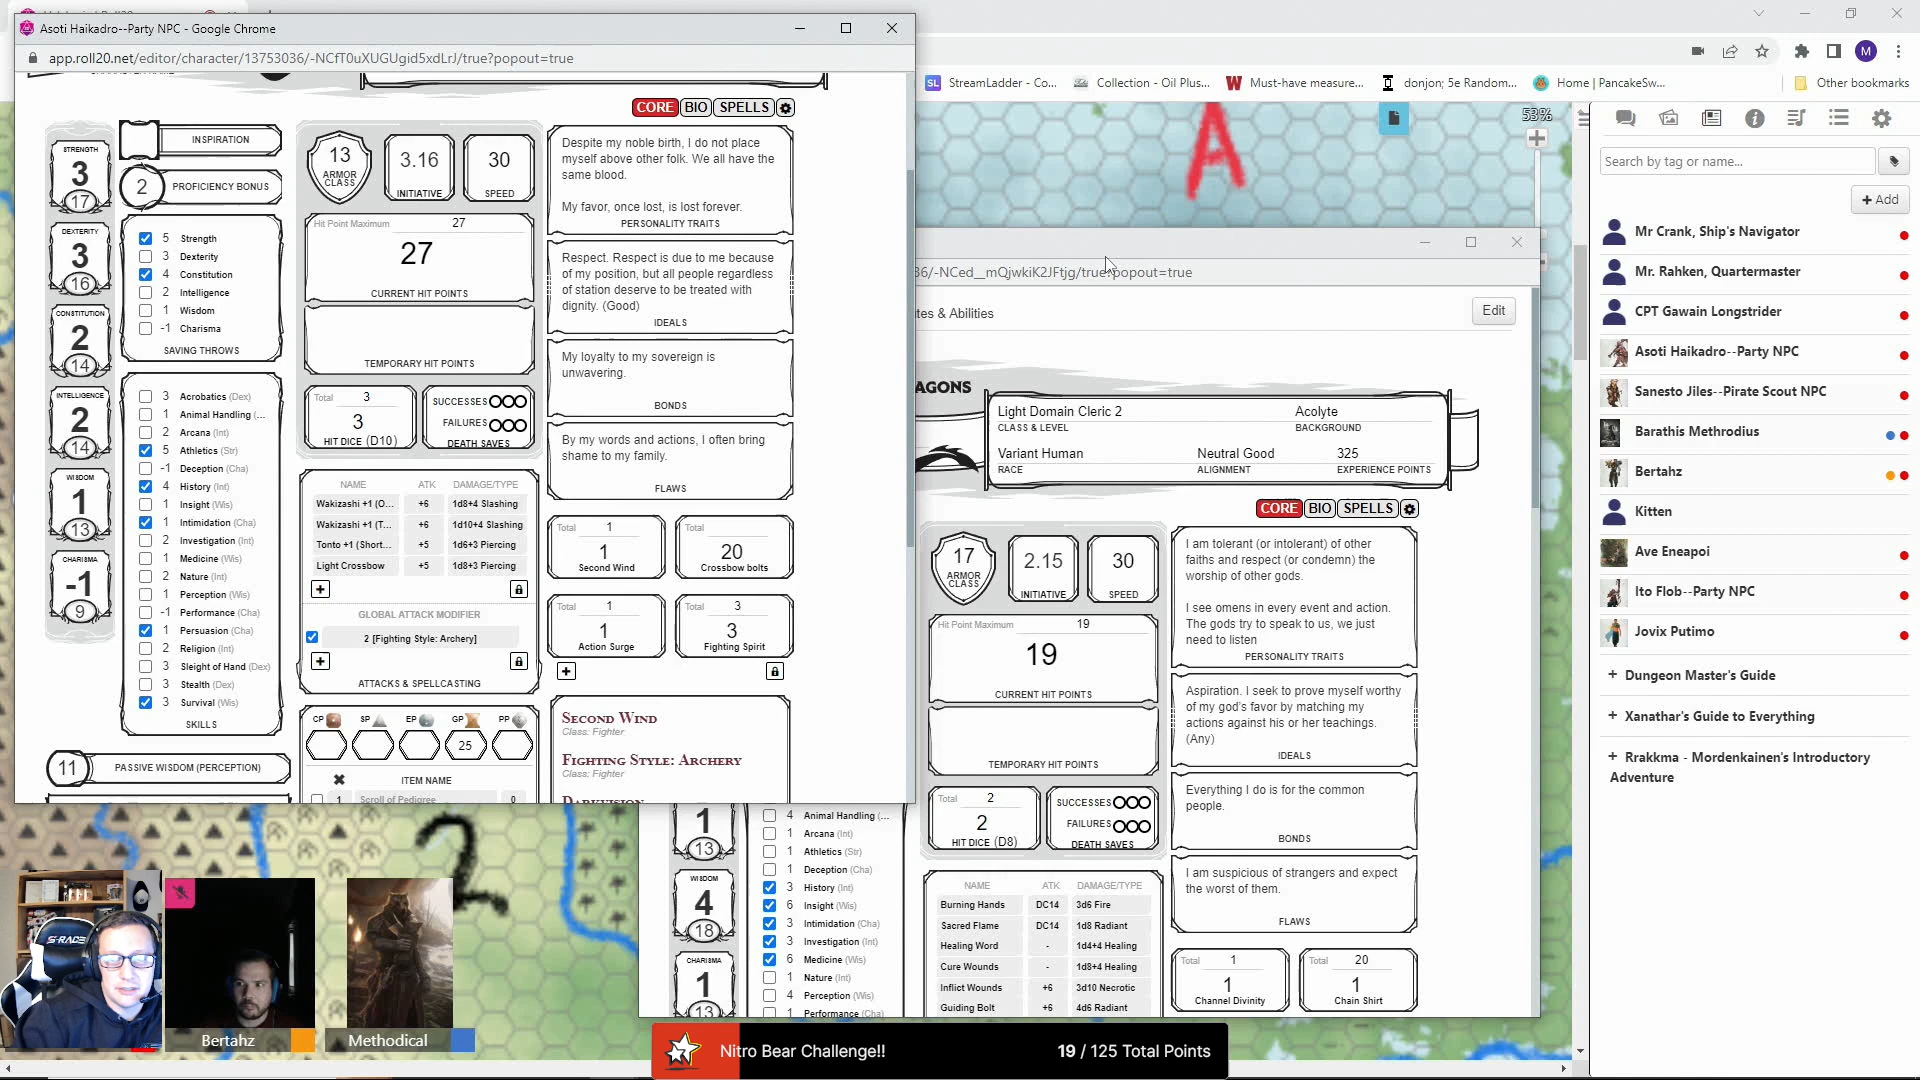 Asoti Haikadro--Party NPC - Google Chrome
app.roll20.net/editor/character/13753036/-NCfT0uXUGUgid5xdLrJ/true?popout=true
CORE BIO SPELLS
STRENGTH
3
17
DEXTERITY
3
16
CONSTITUTION
2
14
INTELLIGENCE
2
14
WISDOM
1
13
CHARISMA
-1
9
INSPIRATION
2 PROFICIENCY BONUS
5 Strength
3 Dexterity
4 Constitution
2 Intelligence
1 Wisdom
-1 Charisma
SAVING THROWS
3 Acrobatics (Dex)
1 Animal Handling (...
2 Arcana (Int)
5 Athletics (Str)
-1 Deception (Cha)
4 History (Int)
1 Insight (Wis)
1 Intimidation (Cha)
2 Investigation (Int)
1 Medicine (Wis)
2 Nature (Int)
1 Perception (Wis)
-1 Performance (Cha)
1 Persuasion (Cha)
2 Religion (Int)
3 Sleight of Hand (Dex)
3 Stealth (Dex)
3 Survival (Wis)
SKILLS
11 PASSIVE WISDOM (PERCEPTION)
13
ARMOR
CLASS
3.16
INITIATIVE
30
SPEED
Hit Point Maximum 27
27
CURRENT HIT POINTS
TEMPORARY HIT POINTS
Total 3
3
HIT DICE (D10)
SUCCESSES
FAILURES
DEATH SAVES
NAME ATK DAMAGE/TYPE
Wakizashi +1 (O... +6 1d8+4 Slashing
Wakizashi +1 (T... +6 1d10+4 Slashing
Tonto +1 (Short... +5 1d6+3 Piercing
Light Crossbow +5 1d8+3 Piercing
GLOBAL ATTACK MODIFIER
2 [Fighting Style: Archery]
ATTACKS & SPELLCASTING
CP SP EP GP PP
25
ITEM NAME
1 Scroll of Pedigree 0
Despite my noble birth, I do not place
myself above other folk. We all have the
same blood.
My favor, once lost, is lost forever.
PERSONALITY TRAITS
Respect. Respect is due to me because
of my position, but all people regardless
of station deserve to be treated with
dignity. (Good)
IDEALS
My loyalty to my sovereign is
unwavering.
BONDS
By my words and actions, I often bring
shame to my family.
FLAWS
Total 1
1
Second Wind
Total
20
Crossbow bolts
Total 1
1
Action Surge
Total 3
3
Fighting Spirit
SECOND WIND
Class: Fighter
FIGHTING STYLE: ARCHERY
Class: Fighter
DARKVISION
M
SL StreamLadder - Co...
Collection - Oil Plus...
Must-have measure...
donjon; 5e Random...
Home | PancakeSw...
Other bookmarks
A
53%
36/-NCed__mQjwkiK2JFtjg/true?popout=true
tes & Abilities
Edit
AGONS
Light Domain Cleric 2 Acolyte
CLASS & LEVEL BACKGROUND
Variant Human Neutral Good 325
RACE ALIGNMENT EXPERIENCE POINTS
CORE BIO SPELLS
17
ARMOR
CLASS
2.15
INITIATIVE
30
SPEED
Hit Point Maximum 19
19
CURRENT HIT POINTS
TEMPORARY HIT POINTS
Total 2
2
HIT DICE (D8)
SUCCESSES
FAILURES
DEATH SAVES
NAME ATK DAMAGE/TYPE
Burning Hands DC14 3d6 Fire
Sacred Flame DC14 1d8 Radiant
Healing Word - 1d4+4 Healing
Cure Wounds - 1d8+4 Healing
Inflict Wounds +6 3d10 Necrotic
Guiding Bolt +6 4d6 Radiant
I am tolerant (or intolerant) of other
faiths and respect (or condemn) the
worship of other gods.
I see omens in every event and action.
The gods try to speak to us, we just
need to listen
PERSONALITY TRAITS
Aspiration. I seek to prove myself worthy
of my god's favor by matching my
actions against his or her teachings.
(Any)
IDEALS
Everything I do is for the common
people.
BONDS
I am suspicious of strangers and expect
the worst of them.
FLAWS
Total 1
1
Channel Divinity
Total 20
1
Chain Shirt
1
13
WISDOM
4
18
CHARISMA
1
13
4 Animal Handling (...
1 Arcana (Int)
1 Athletics (Str)
1 Deception (Cha)
3 History (Int)
6 Insight (Wis)
3 Intimidation (Cha)
3 Investigation (Int)
6 Medicine (Wis)
1 Nature (Int)
4 Perception (Wis)
1 Performance (Cha)
Search by tag or name...
+ Add
Mr Crank, Ship's Navigator
Mr. Rahken, Quartermaster
CPT Gawain Longstrider
Asoti Haikadro--Party NPC
Sanesto Jiles--Pirate Scout NPC
Barathis Methrodius
Bertahz
Kitten
Ave Eneapoi
Ito Flob--Party NPC
Jovix Putimo
+ Dungeon Master's Guide
+ Xanathar's Guide to Everything
+ Rrakkma - Mordenkainen's Introductory
Adventure
2
Bertahz
Methodical
Nitro Bear Challenge!! 19 / 125 Total Points